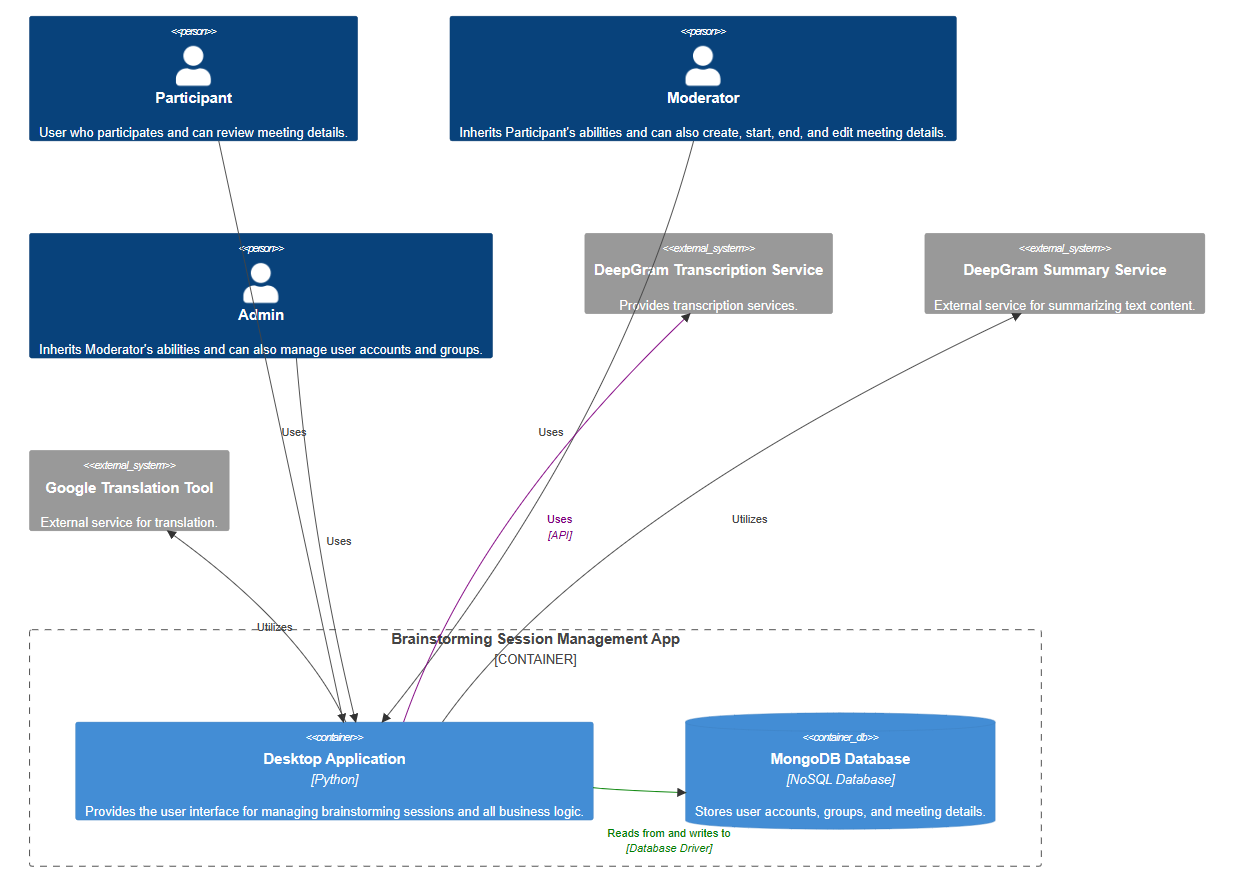 <<person>>
Participant
User who participates and can review meeting details.
<<person>>
Moderator
Inherits Participant's abilities and can also create, start, end, and edit meeting details.
<<person>>
Admin
Inherits Moderator's abilities and can also manage user accounts and groups.
<<external_system>>
DeepGram Transcription Service
Provides transcription services.
<<external_system>>
DeepGram Summary Service
External service for summarizing text content.
Uses
Uses
<<external_system>>
Google Translation Tool
External service for translation.
Uses
[API]
Utilizes
Uses
Utilizes
Brainstorming Session Management App
[CONTAINER]
<<container>>
Desktop Application
[Python]
Provides the user interface for managing brainstorming sessions and all business logic.
<<container_db>>
MongoDB Database
[NoSQL Database]
Stores user accounts, groups, and meeting details.
Reads from and writes to
[Database Driver]